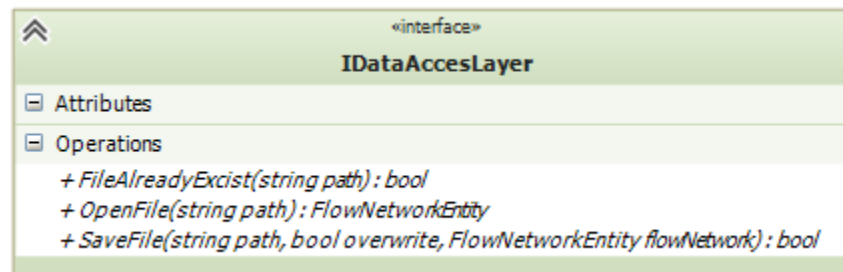 «interface»
IDataAccesLayer
Attributes
Operations
+ FileAlreadyExcist(string path) : bool
+ OpenFile(string path) : FlowNetworkEntity
+ SaveFile(string path, bool overwrite, FlowNetworkEntity flowNetwork) : bool